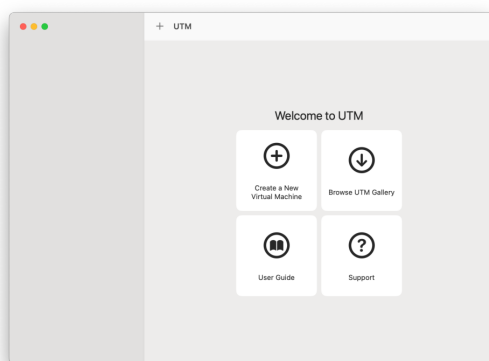 UTM
Welcome to UTM
Create a New
Virtual Machine
Browse UTM Gallery
User Guide
Support